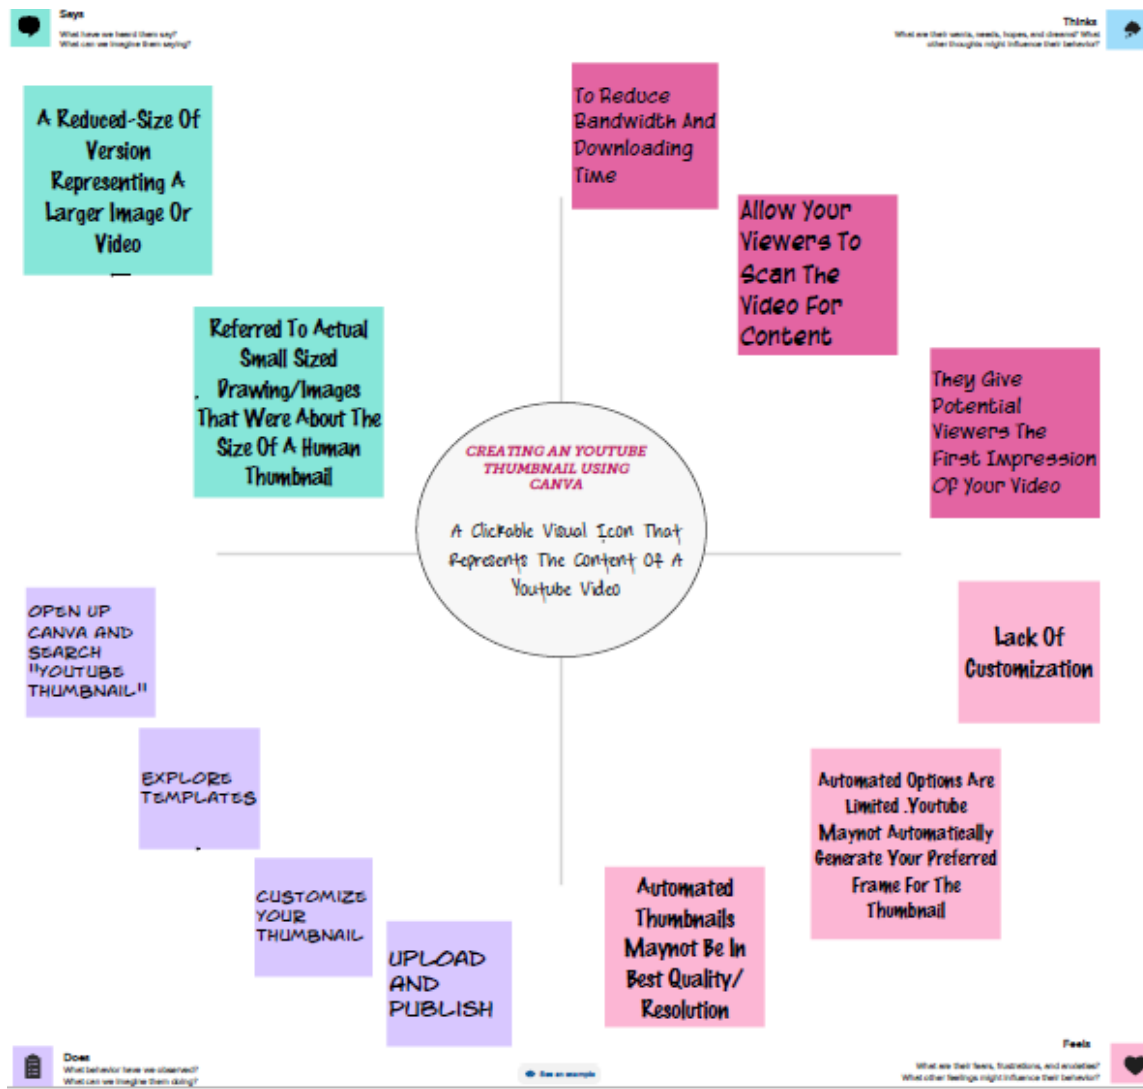 Says
What have we heard them say?
What can we imagine them saying?
Thinks
What are their wants, needs, hopes, and dreams? What
other thoughts might influence their behavior?
A Reduced-Size Of
Version
Representing A
Larger Image Or
Video
Referred To Actual
Small Sized
Drawing/Images
That Were About The
Size Of A Human
Thumbnail
To Reduce
Bandwidth And
Downloading
Time
Allow Your
Viewers To
Scan The
Video For
Content
They Give
Potential
Viewers The
First Impression
Of Your Video
CREATING AN YOUTUBE
THUMBNAIL USING
CANVA
A Clickable Visual Icon That
Represents The Content Of A
Youtube Video
OPEN UP
CANVA AND
SEARCH
"YOUTUBE
THUMBNAIL"
EXPLORE
TEMPLATES
CUSTOMIZE
YOUR
THUMBNAIL
UPLOAD
AND
PUBLISH
Lack Of
Customization
Automated Options Are
Limited .Youtube
Maynot Automatically
Generate Your Preferred
Frame For The
Thumbnail
Automated
Thumbnails
Maynot Be In
Best Quality/
Resolution
Does
What behavior have we observed?
What can we imagine them doing?
See an example
Feels
What are their fears, frustrations, and anxieties?
What other feelings might influence their behavior?